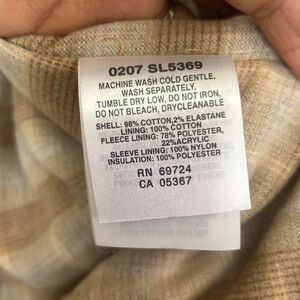 0207 SL5369
MACHINE WASH COLD GENTLE,
WASH SEPARATELY,
TUMBLE DRY LOW, DO NOT IRON,
DO NOT BLEACH, DRYCLEANABLE
SHELL: 98% COTTON,2% ELASTANE
LINING: 100% COTTON
FLEECE LINING: 78% POLYESTER,
22%ACRYLIC
SLEEVE LINING: 100% NYLON
INSULATION: 100% POLYESTER
RN 69724
CA 05367